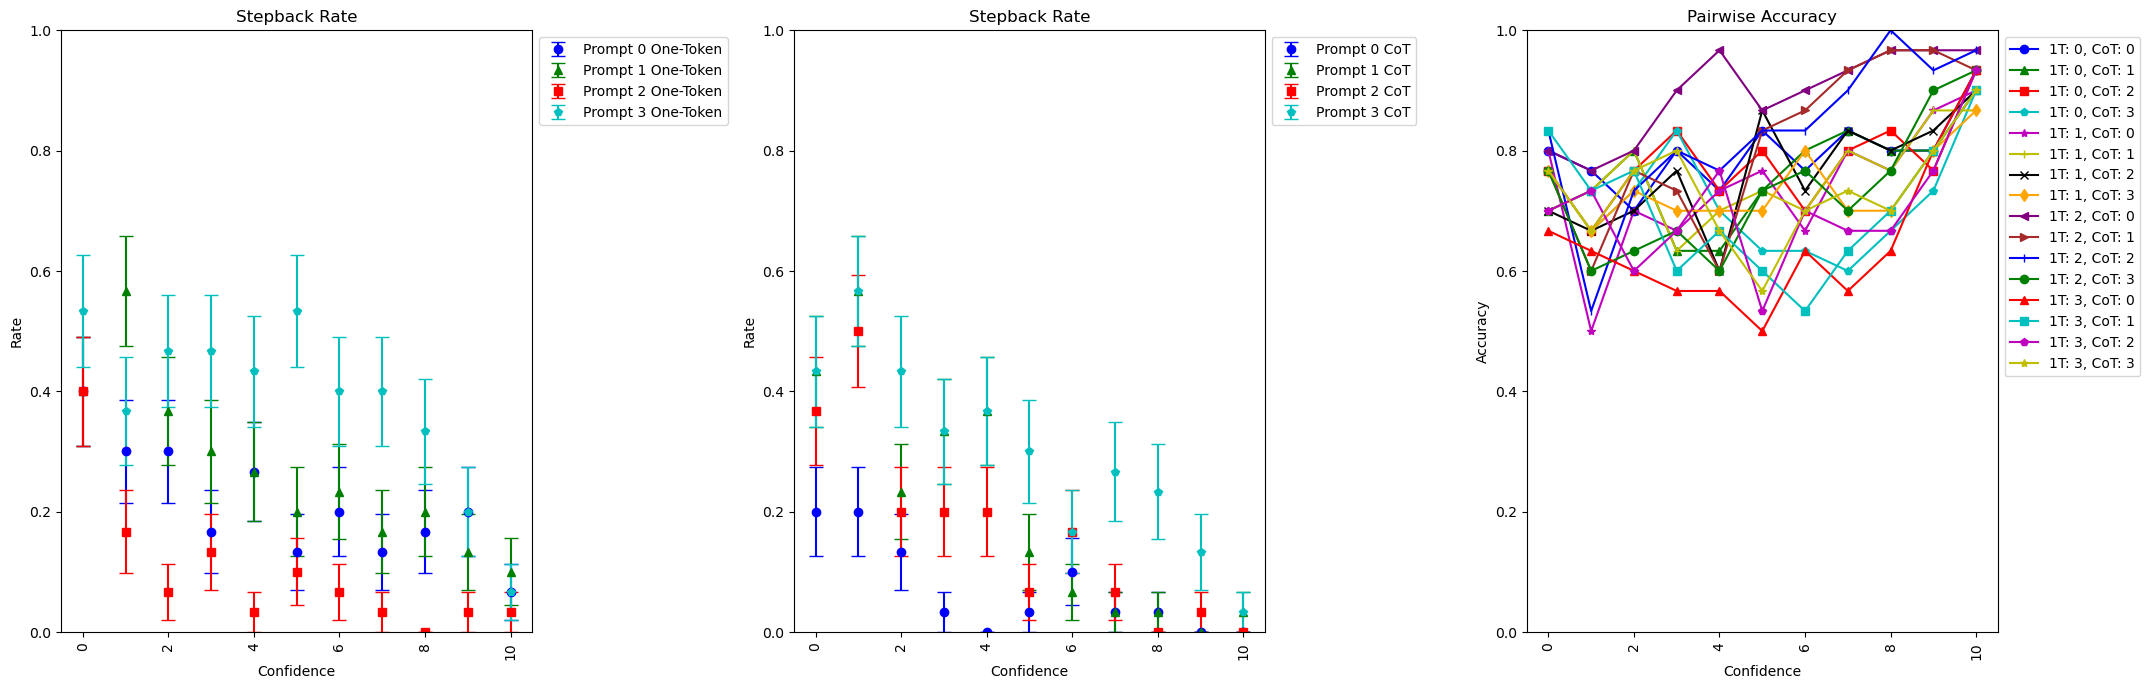 Stepback Rate
1.0
0.8
0.6
0.4
0.2
0.0
Rate
0
2
4
6
8
10
Confidence
Prompt 0 One-Token
Prompt 1 One-Token
Prompt 2 One-Token
Prompt 3 One-Token
Stepback Rate
1.0
0.8
0.6
0.4
0.2
0.0
Rate
0
2
4
6
8
10
Confidence
Prompt 0 CoT
Prompt 1 CoT
Prompt 2 CoT
Prompt 3 CoT
Pairwise Accuracy
1.0
0.8
0.6
0.4
0.2
0.0
Accuracy
0
2
4
6
8
10
Confidence
1T: 0, CoT: 0
1T: 0, CoT: 1
1T: 0, CoT: 2
1T: 0, CoT: 3
1T: 1, CoT: 0
1T: 1, CoT: 1
1T: 1, CoT: 2
1T: 1, CoT: 3
1T: 2, CoT: 0
1T: 2, CoT: 1
1T: 2, CoT: 2
1T: 2, CoT: 3
1T: 3, CoT: 0
1T: 3, CoT: 1
1T: 3, CoT: 2
1T: 3, CoT: 3